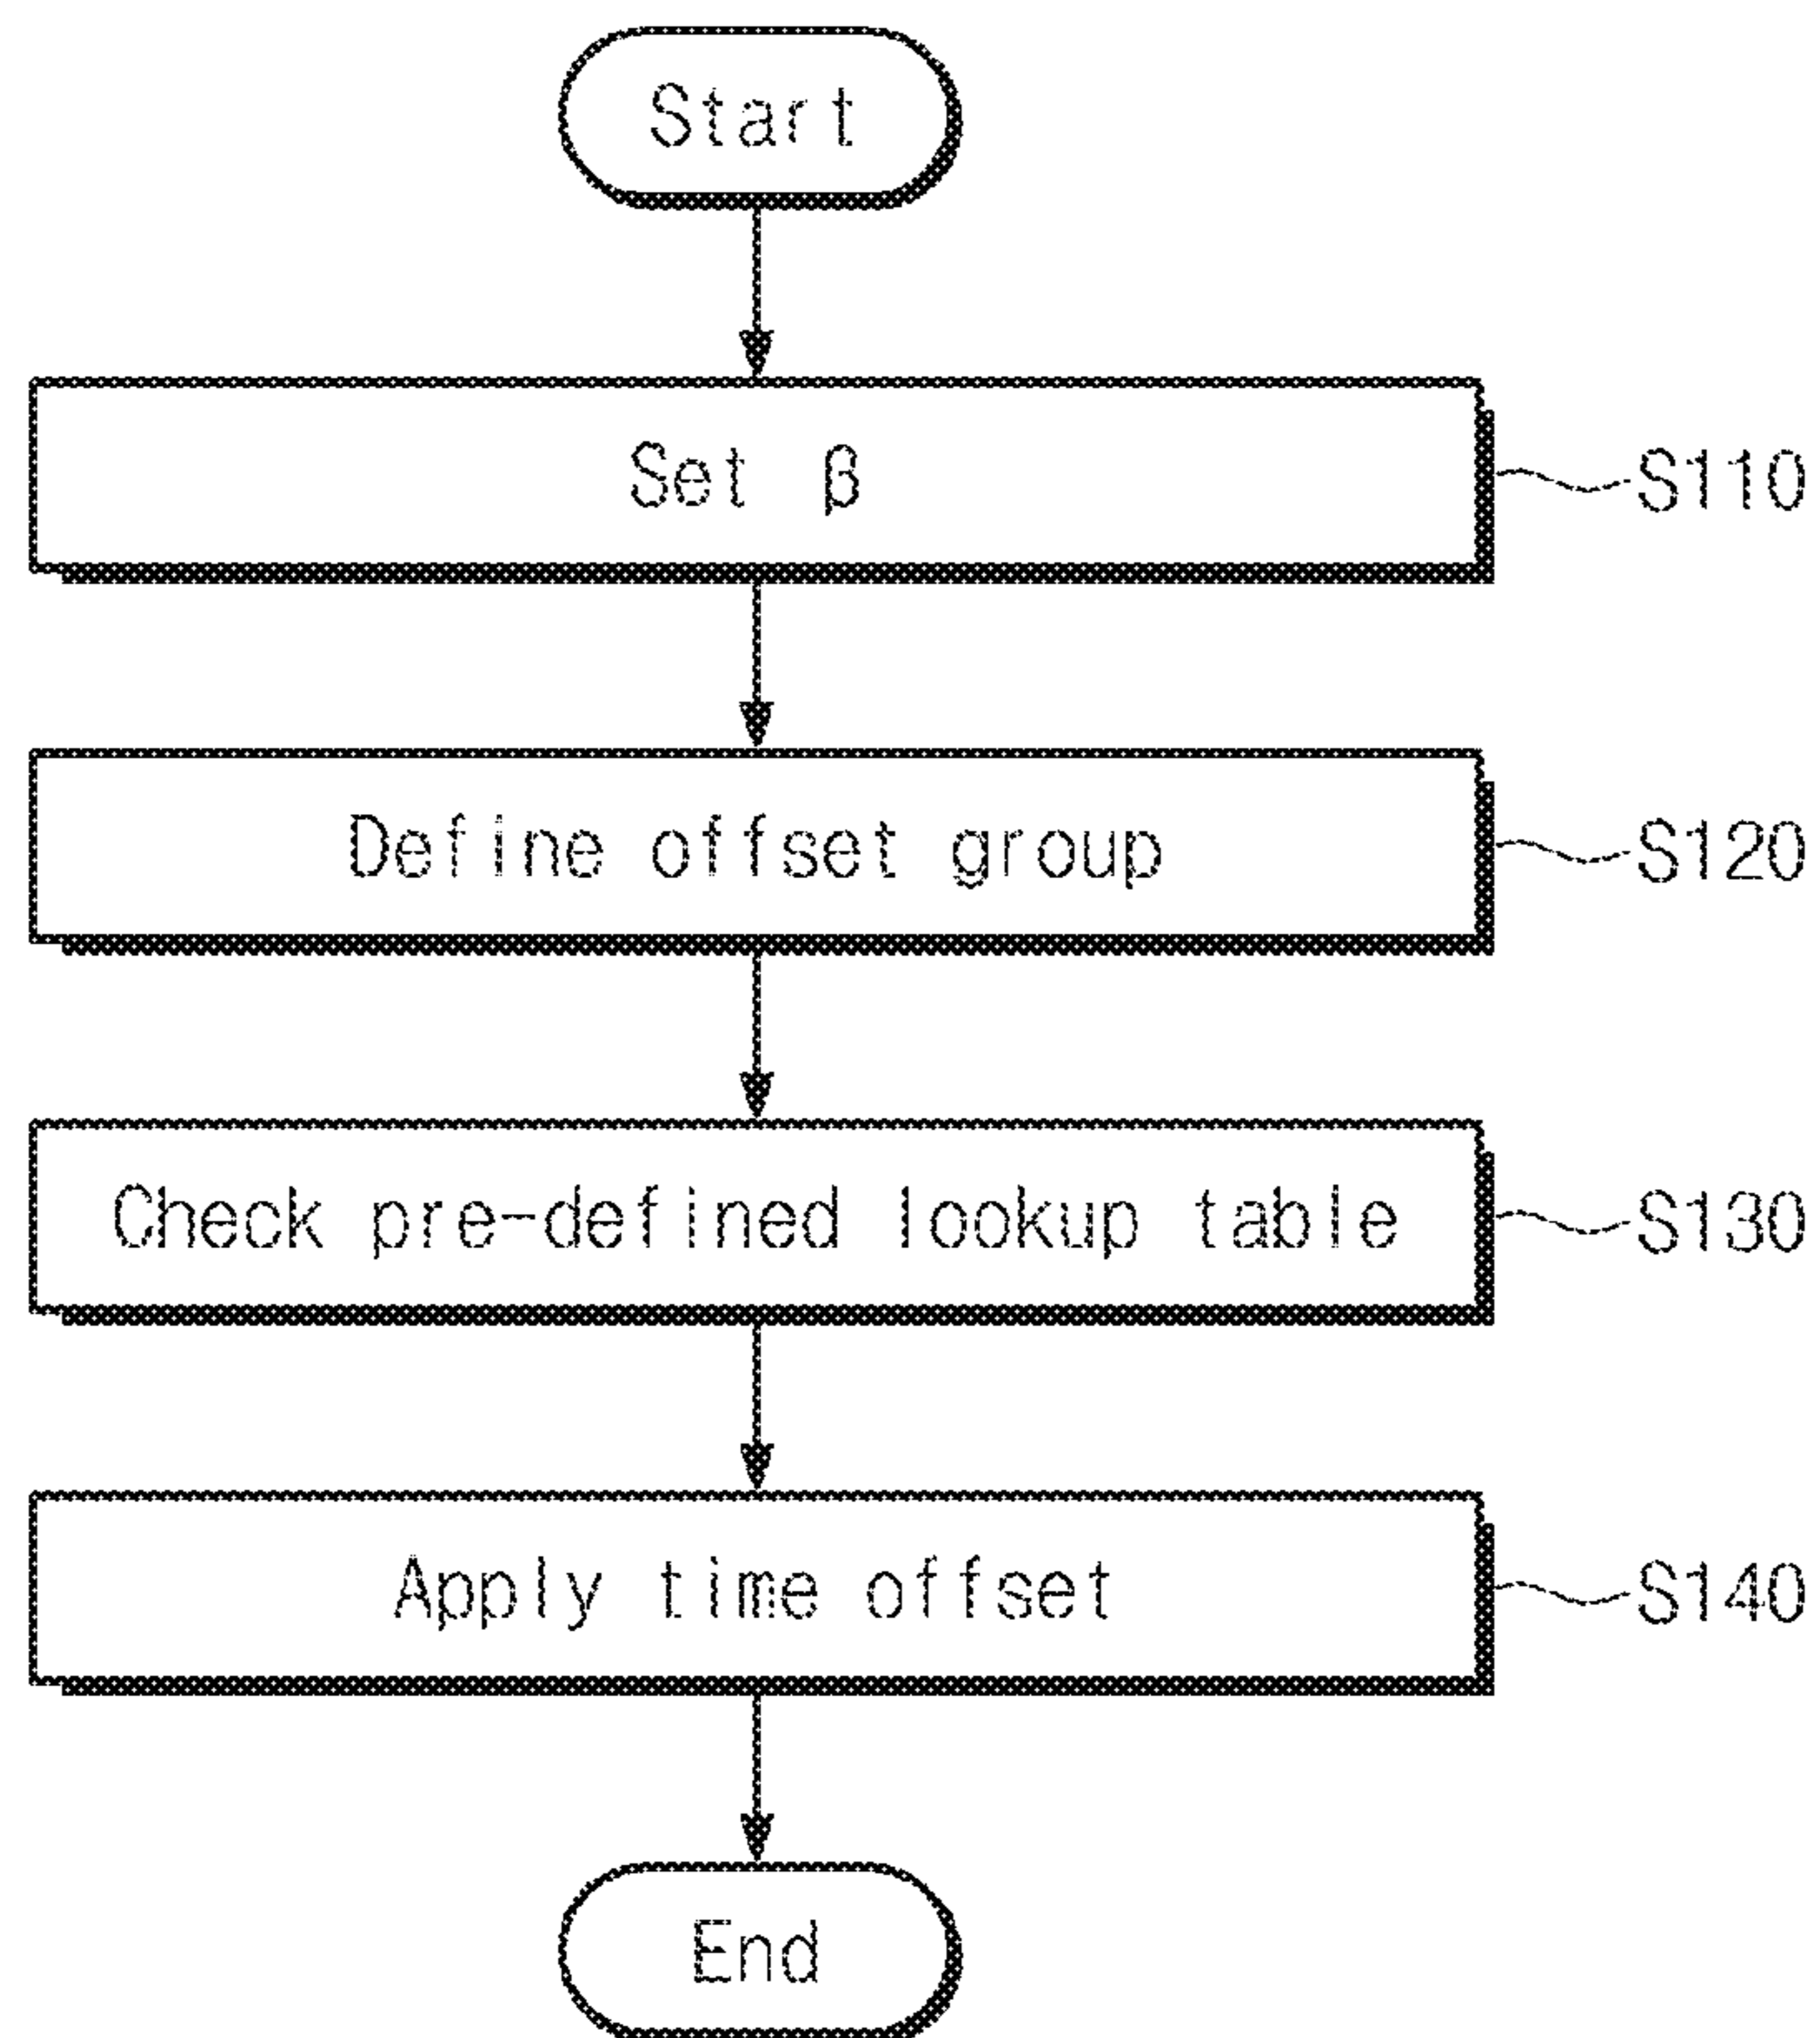 Start
Set β
S110
Define offset group
S120
Check pre-defined lookup table
S130
Apply time offset
S140
End